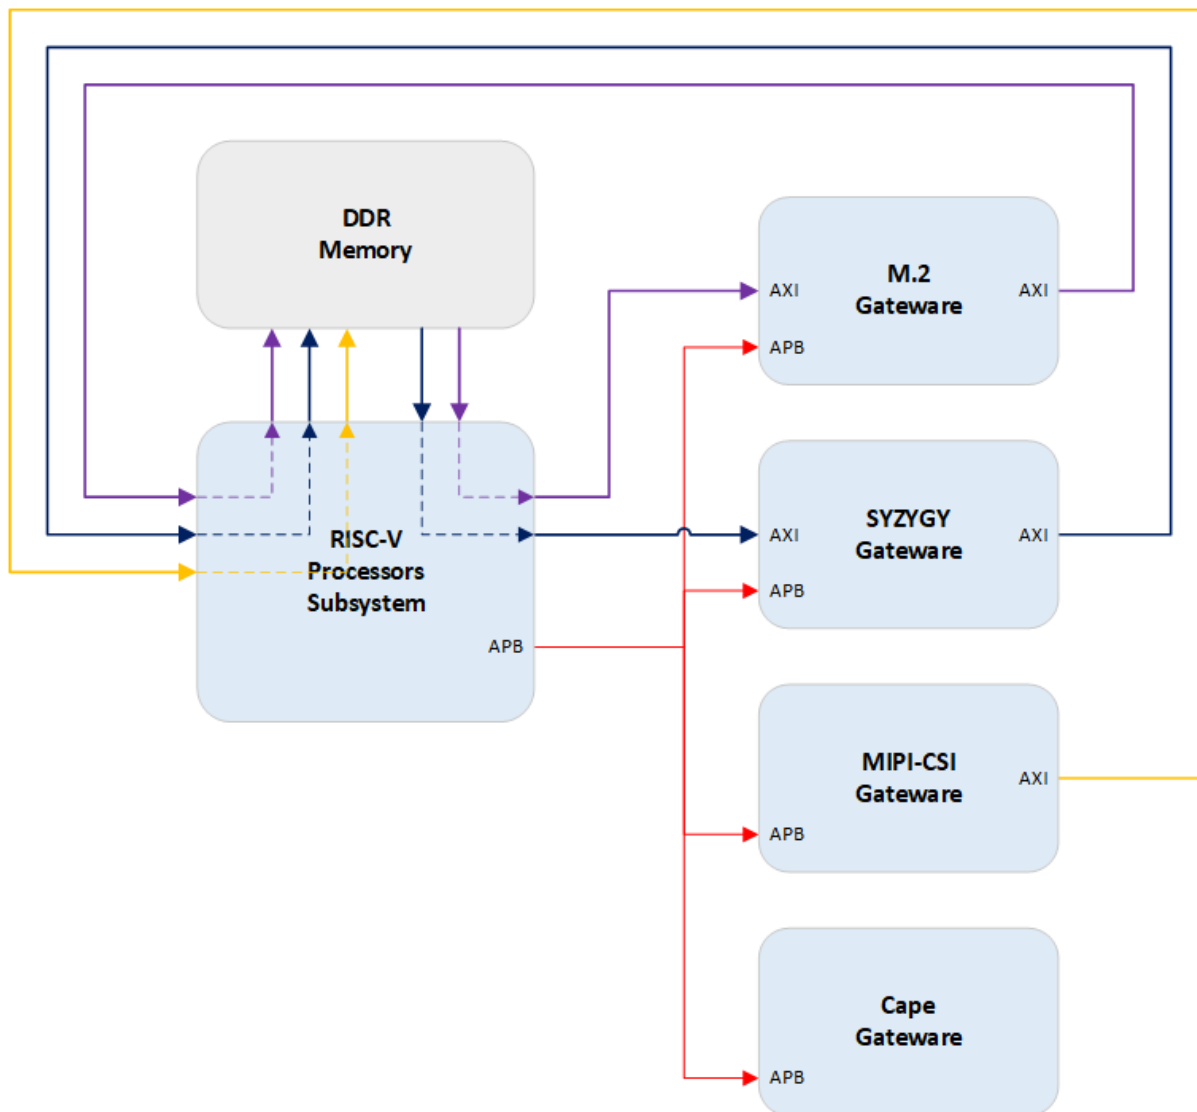 DDR
Memory
M.2
Gateware
AXI
AXI
APB
SYZYGY
Gateware
AXI
AXI
APB
RISC-V
Processors
Subsystem
APB
MIPI-CSI
Gateware
AXI
APB
Cape
Gateware
APB